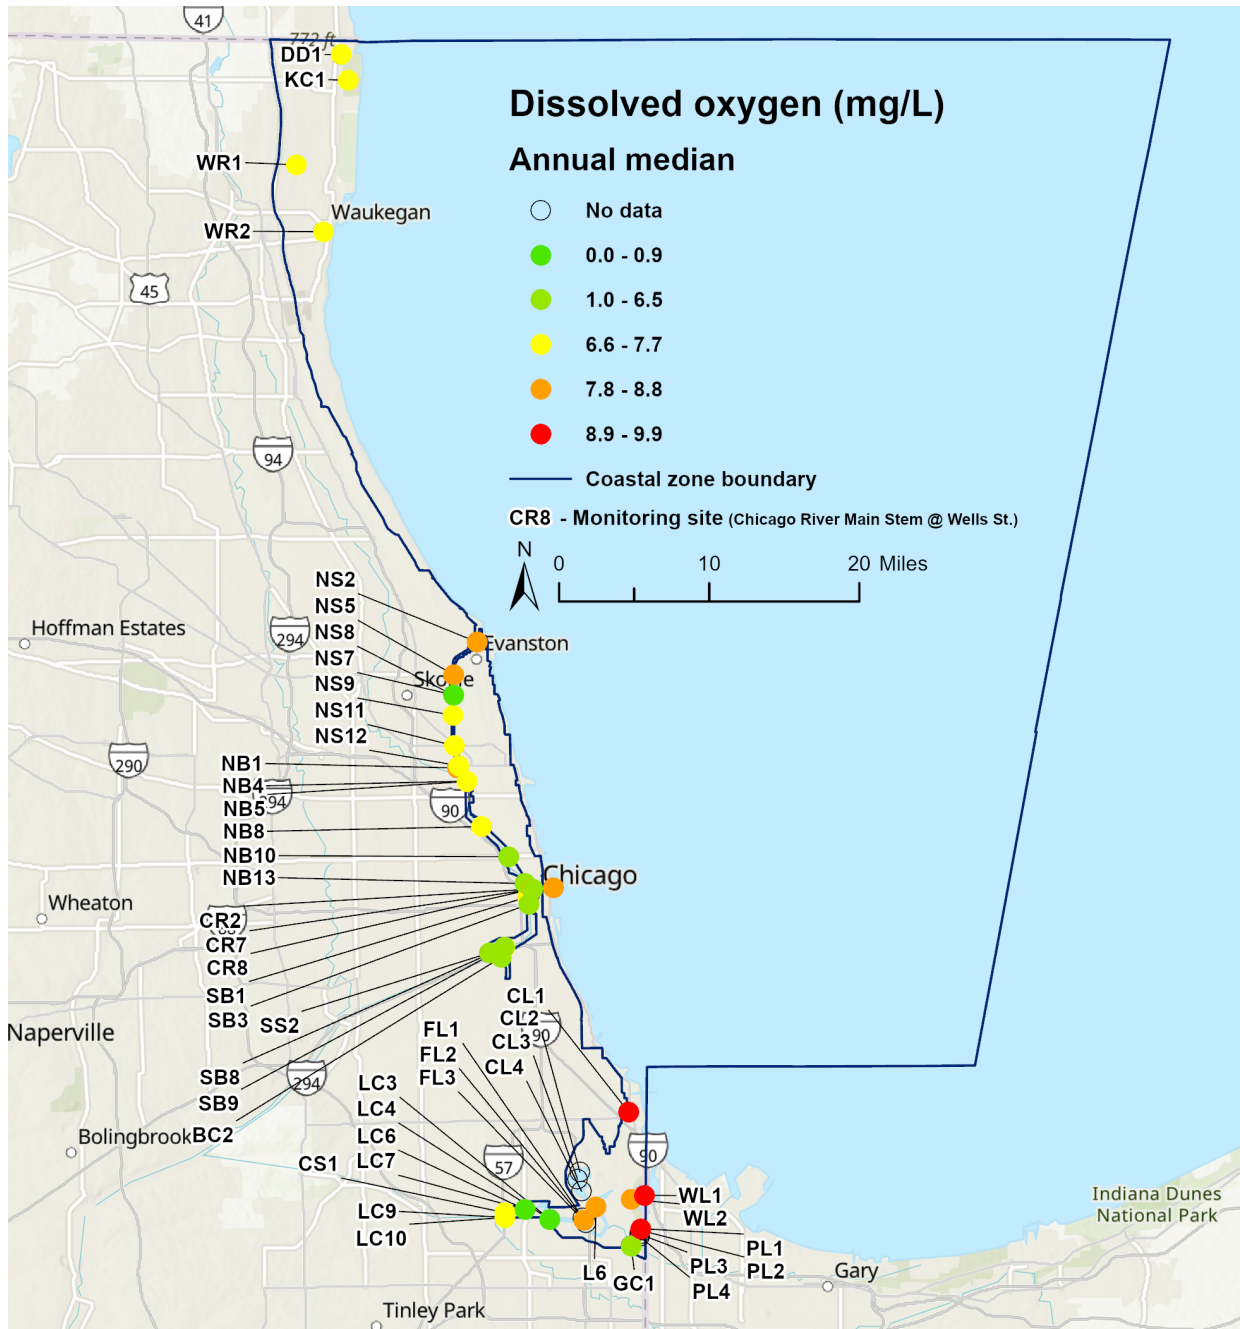 41
772 ft
DD1
KC1
Dissolved oxygen (mg/L)
Annual median
WR1
No data
Waukegan
WR2
0.0 - 0.9
45
1.0 - 6.5
6.6 - 7.7
7.8 - 8.8
8.9 - 9.9
94
Coastal zone boundary
CR8 - Monitoring site (Chicago River Main Stem @ Wells St.)
N
0 10 20 Miles
NS2
NS5
Hoffman Estates
294
NS8
Evanston
NS7
Skokie
NS9
NS11
NS12
290
NB1
NB4
294
NB5
90
NB8
NB10
NB13
Chicago
Wheaton
CR2
CR7
CR8
SB1
SB3
SS2
CL1
CL2
Naperville
FL1
CL3
90
FL2
CL4
SB8
294
FL3
LC3
SB9
LC4
Bolingbrook
BC2
LC6
57
90
CS1
LC7
WL1
Indiana Dunes
National Park
LC9
WL2
LC10
PL1
L6
PL3
PL2
Gary
GC1
PL4
Tinley Park